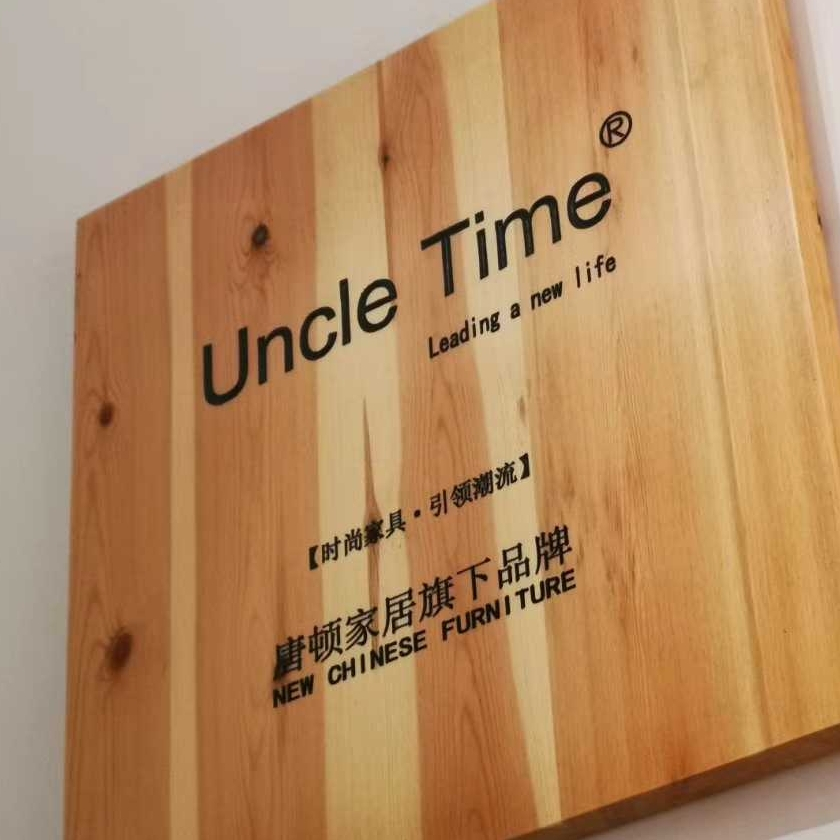 Uncle Time®
Leading a new life
【时尚家具·引领潮流】
唐顿家居旗下品牌
NEW CHINESE FURNITURE